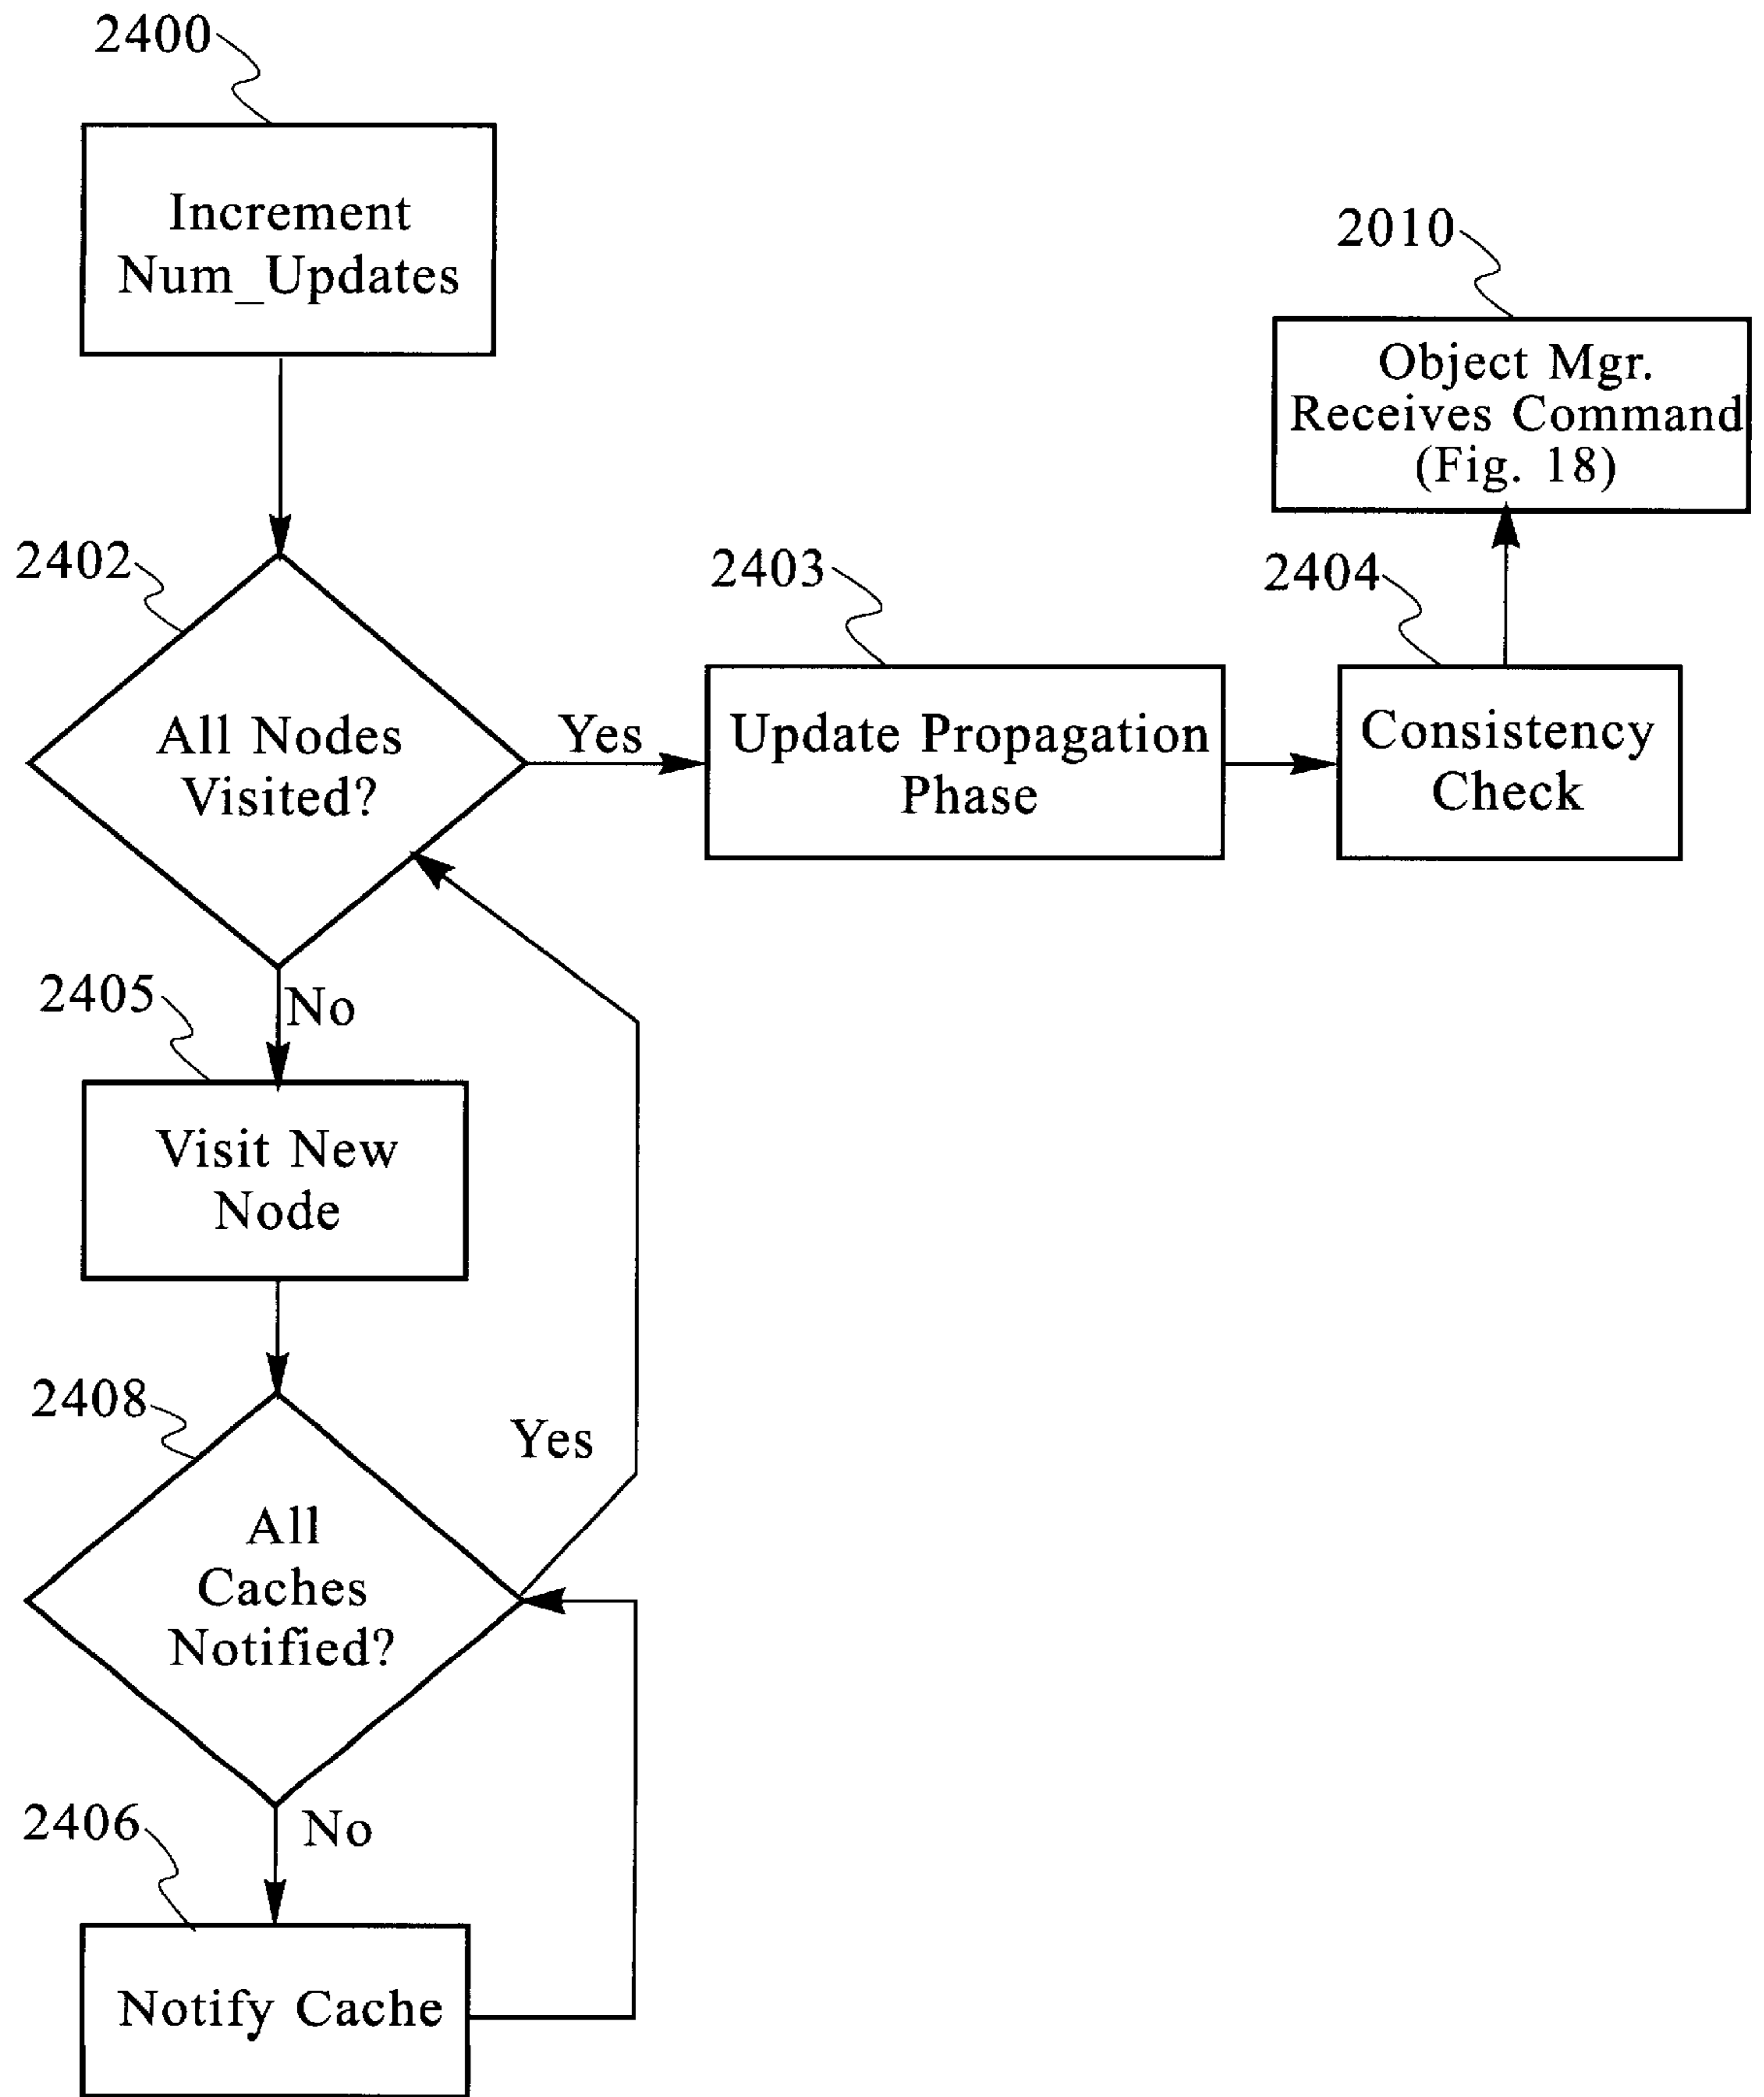 2400
Increment
Num_Updates
2010
Object Mgr.
Receives Command
(Fig. 18)
2402
All Nodes
Visited?
Yes
2403
Update Propagation
Phase
2404
Consistency
Check
No
2405
Visit New
Node
2408
All
Caches
Notified?
Yes
No
2406
Notify Cache